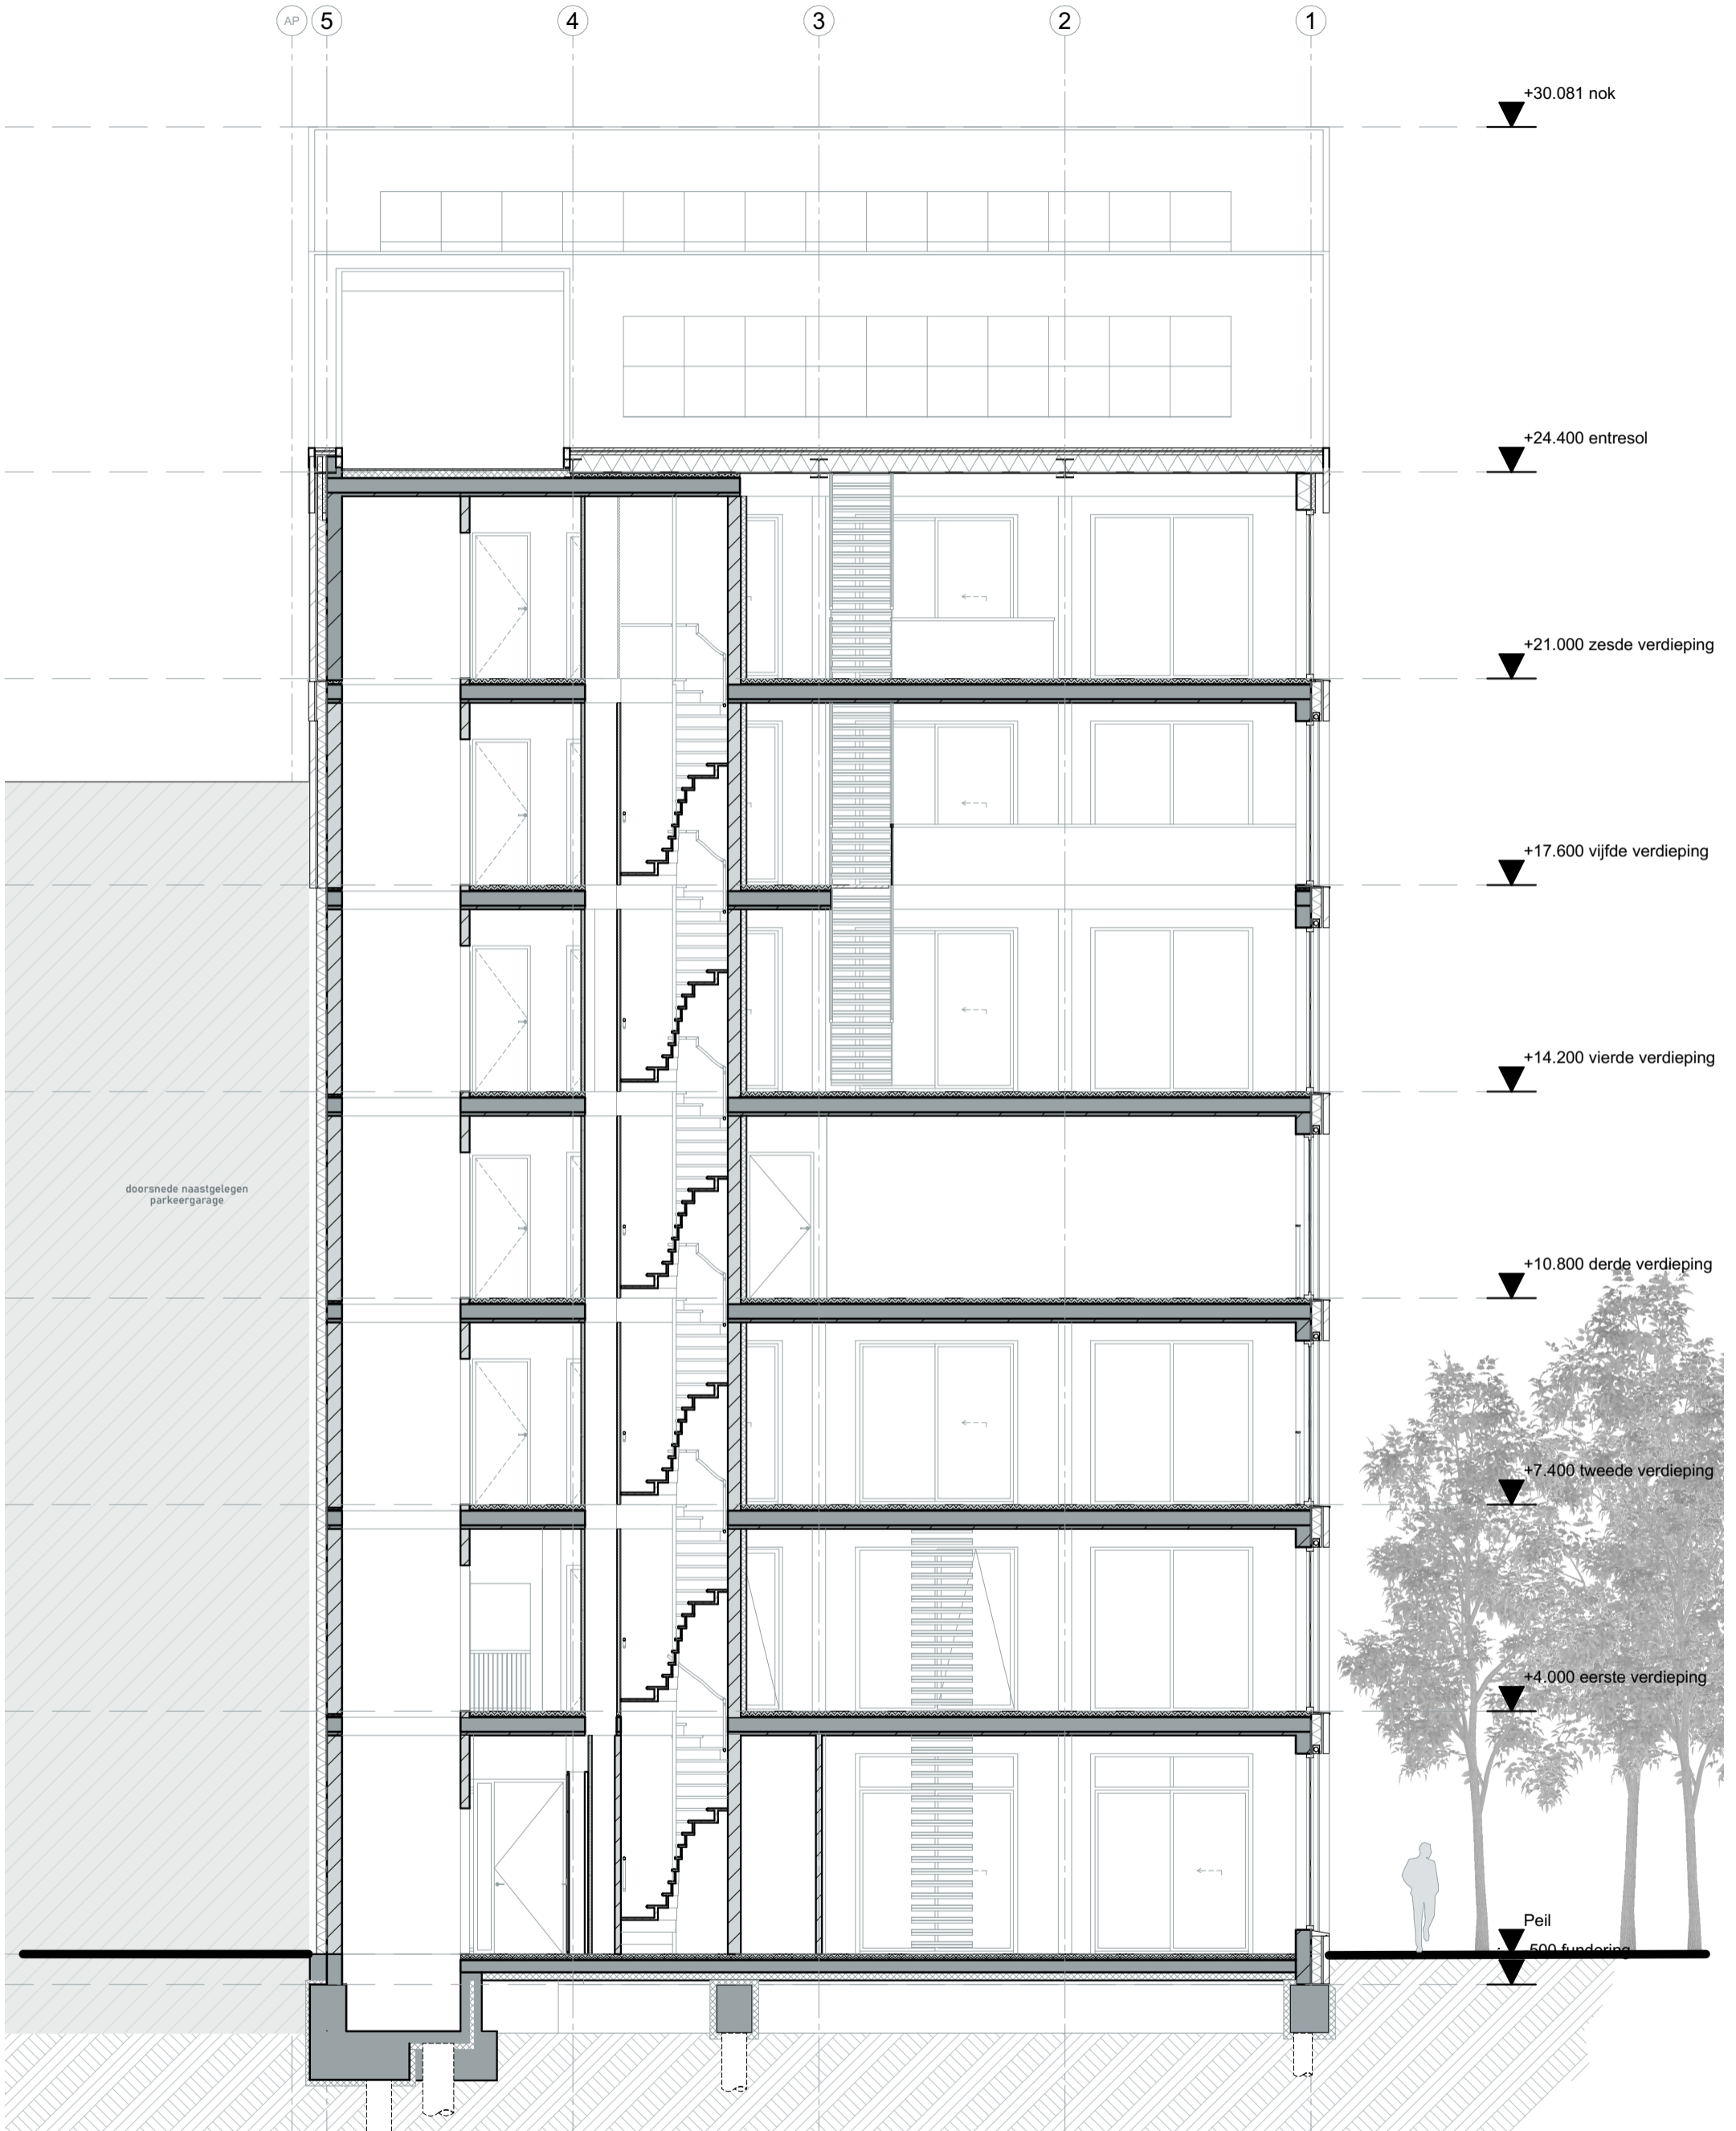 AP 5 4 3 2 1
+30.081 nok
+24.400 entresol
+21.000 zesde verdieping
+17.600 vijfde verdieping
+14.200 vierde verdieping
doorsnede naastgelegen
parkeergarage
+10.800 derde verdieping
+7.400 tweede verdieping
+4.000 eerste verdieping
Peil
-500 fundering